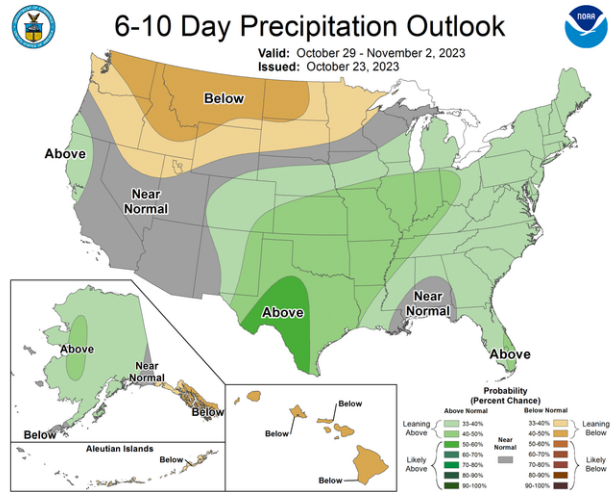 6-10 Day Precipitation Outlook
Valid: October 29 - November 2, 2023
Issued: October 23, 2023
NOAA
Below
Above
Near
Normal
Above
Near
Normal
Above
Above
Near
Normal
Below
Below
Aleutian Islands
Below
Below
Below
Below
Probability
(Percent Chance)
Above Normal
Below Normal
Leaning
Above
33-40%
40-50%
Likely
Above
50-60%
60-70%
70-80%
80-90%
90-100%
Near
Normal
33-40%
40-50%
Leaning
Below
50-60%
60-70%
70-80%
80-90%
90-100%
Likely
Below